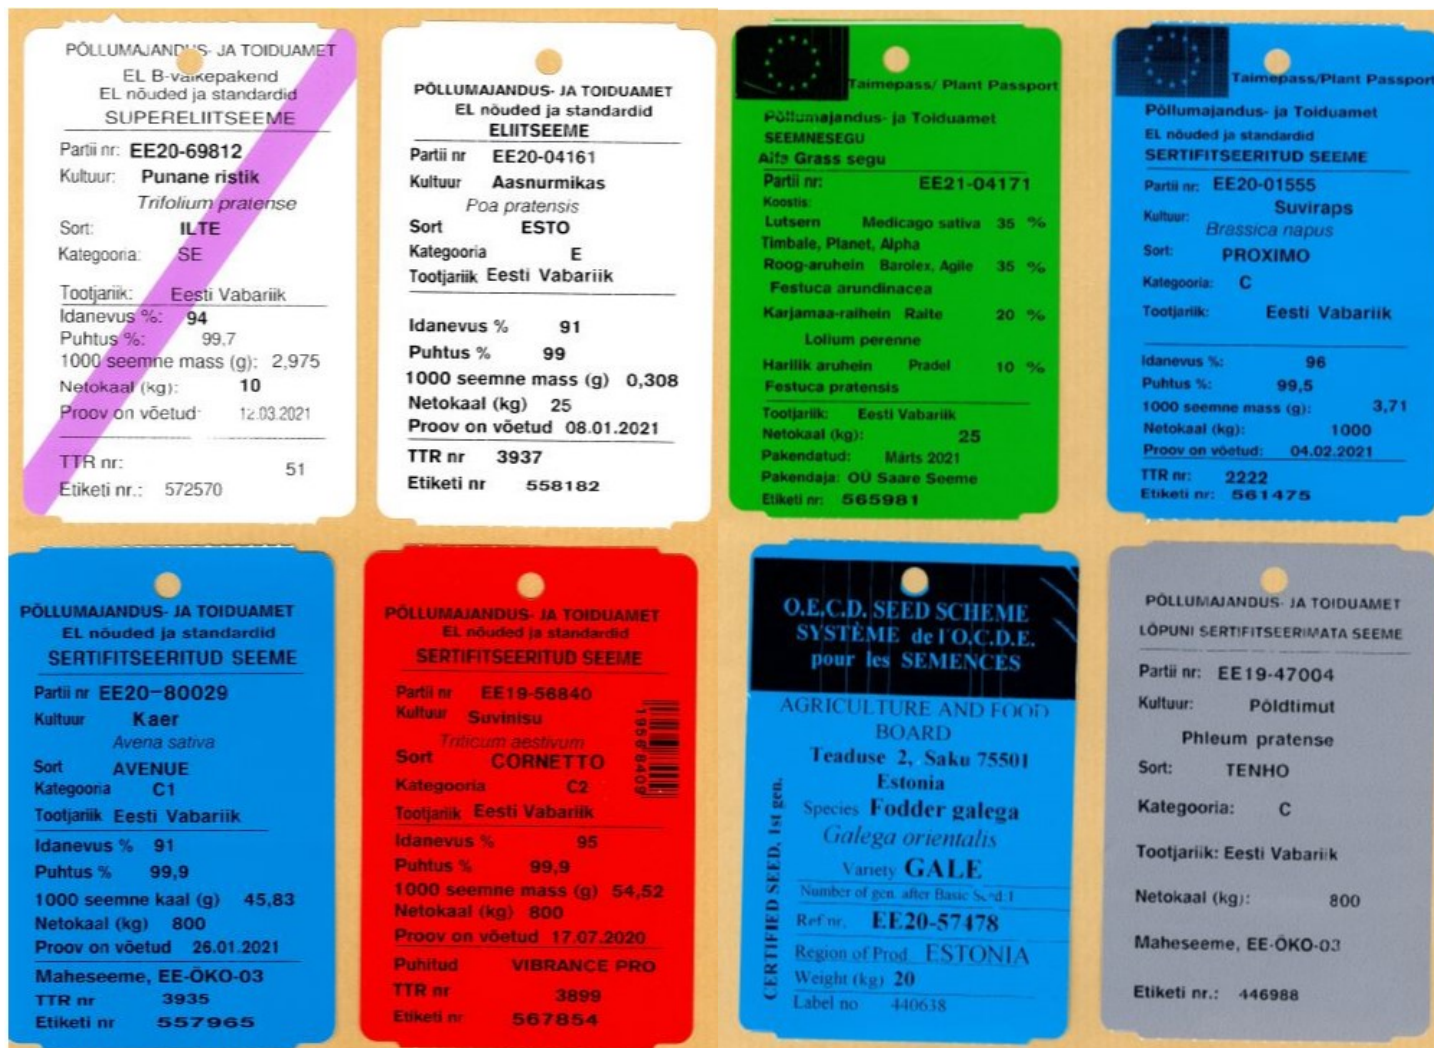 PÕLLUMAJANDUS- JA TOIDUAMET
EL B-väikepakend
EL nõuded ja standardid
SUPERELIITSEEME
Partii nr: EE20-69812
Kultuur: Punane ristik
Trifolium pratense
Sort: ILTE
Kategooria: SE
Tootjariik: Eesti Vabariik
Idanevus %: 94
Puhtus %: 99,7
1000 seemne mass (g): 2,975
Netokaal (kg): 10
Proov on võetud: 12.03.2021
TTR nr: 51
Etiketi nr.: 572570
PÕLLUMAJANDUS- JA TOIDUAMET
EL nõuded ja standardid
ELIITSEEME
Partii nr EE20-04161
Kultuur Aasnurmikas
Poa pratensis
Sort ESTO
Kategooria E
Tootjariik Eesti Vabariik
Idanevus % 91
Puhtus % 99
1000 seemne mass (g) 0,308
Netokaal (kg) 25
Proov on võetud 08.01.2021
TTR nr 3937
Etiketi nr 558182
Taimepass/ Plant Passport
Põllumajandus- ja Toiduamet
SEEMNESEGU
Alfa Grass segu
Partii nr: EE21-04171
Koostis:
Lutsern Medicago sativa 35 %
Timbale, Planet, Alpha
Roog-aruhein Barolex, Agile 35 %
Festuca arundinacea
Karjamaa-raihein Raite 20 %
Lolium perenne
Harilik aruhein Pradel 10 %
Festuca pratensis
Tootjariik: Eesti Vabariik
Netokaal (kg): 25
Pakendatud: Märts 2021
Pakendaja: OÜ Saare Seeme
Etiketi nr: 565981
Taimepass/Plant Passport
Põllumajandus- ja Toiduamet
EL nõuded ja standardid
SERTIFITSEERITUD SEEME
Partii nr: EE20-01555
Kultuur: Suviraps
Brassica napus
Sort: PROXIMO
Kategooria: C
Tootjariik: Eesti Vabariik
Idanevus %: 96
Puhtus %: 99,5
1000 seemne mass (g): 3,71
Netokaal (kg): 1000
Proov on võetud: 04.02.2021
TTR nr: 2222
Etiketi nr: 561475
PÕLLUMAJANDUS- JA TOIDUAMET
EL nõuded ja standardid
SERTIFITSEERITUD SEEME
Partii nr EE20-80029
Kultuur Kaer
Avena sativa
Sort AVENUE
Kategooria C1
Tootjariik Eesti Vabariik
Idanevus % 91
Puhtus % 99,9
1000 seemne kaal (g) 45,83
Netokaal (kg) 800
Proov on võetud 26.01.2021
Maheseeme, EE-ÖKO-03
TTR nr 3935
Etiketi nr 557965
PÕLLUMAJANDUS- JA TOIDUAMET
EL nõuded ja standardid
SERTIFITSEERITUD SEEME
Partii nr EE19-56840
Kultuur Suvinisu
Triticum aestivum
Sort CORNETTO
Kategooria C2
Tootjariik Eesti Vabariik
Idanevus % 95
Puhtus % 99,9
1000 seemne mass (g) 54,52
Netokaal (kg) 800
Proov on võetud 17.07.2020
Puhitud VIBRANCE PRO
TTR nr 3899
Etiketi nr 567854
O.E.C.D. SEED SCHEME
SYSTÈME de l'O.C.D.E.
pour les SEMENCES
AGRICULTURE AND FOOD
BOARD
Teaduse 2, Saku 75501
Estonia
Species Fodder galega
Galega orientalis
Variety GALE
Number of gen. after Basic Seed:1
Ref nr, EE20-57478
Region of Prod ESTONIA
Weight (kg) 20
Label no 440638
CERTIFIED SEED, 1st gen.
PÕLLUMAJANDUS- JA TOIDUAMET
LÕPUNI SERTIFITSEERIMATA SEEME
Partii nr: EE19-47004
Kultuur: Põldtimut
Phleum pratense
Sort: TENHO
Kategooria: C
Tootjariik: Eesti Vabariik
Netokaal (kg): 800
Maheseeme, EE-ÖKO-03
Etiketi nr.: 446988